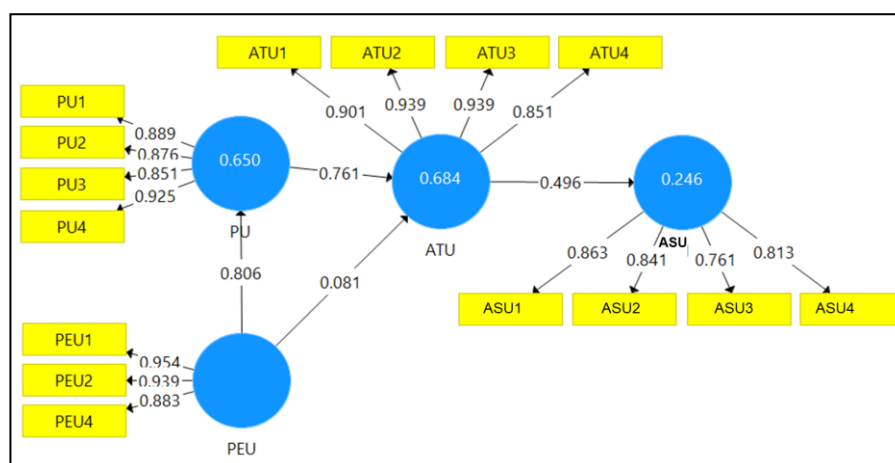 ATU1
ATU2
ATU3
ATU4
0.901
0.939
0.939
0.851
PU1
PU2
PU3
PU4
0.889
0.876
0.851
0.925
0.650
PU
0.761
0.684
ATU
0.496
0.246
ASU
0.863
0.841
0.761
0.813
ASU1
ASU2
ASU3
ASU4
0.806
0.081
PEU1
PEU2
PEU4
0.954
0.939
0.883
PEU